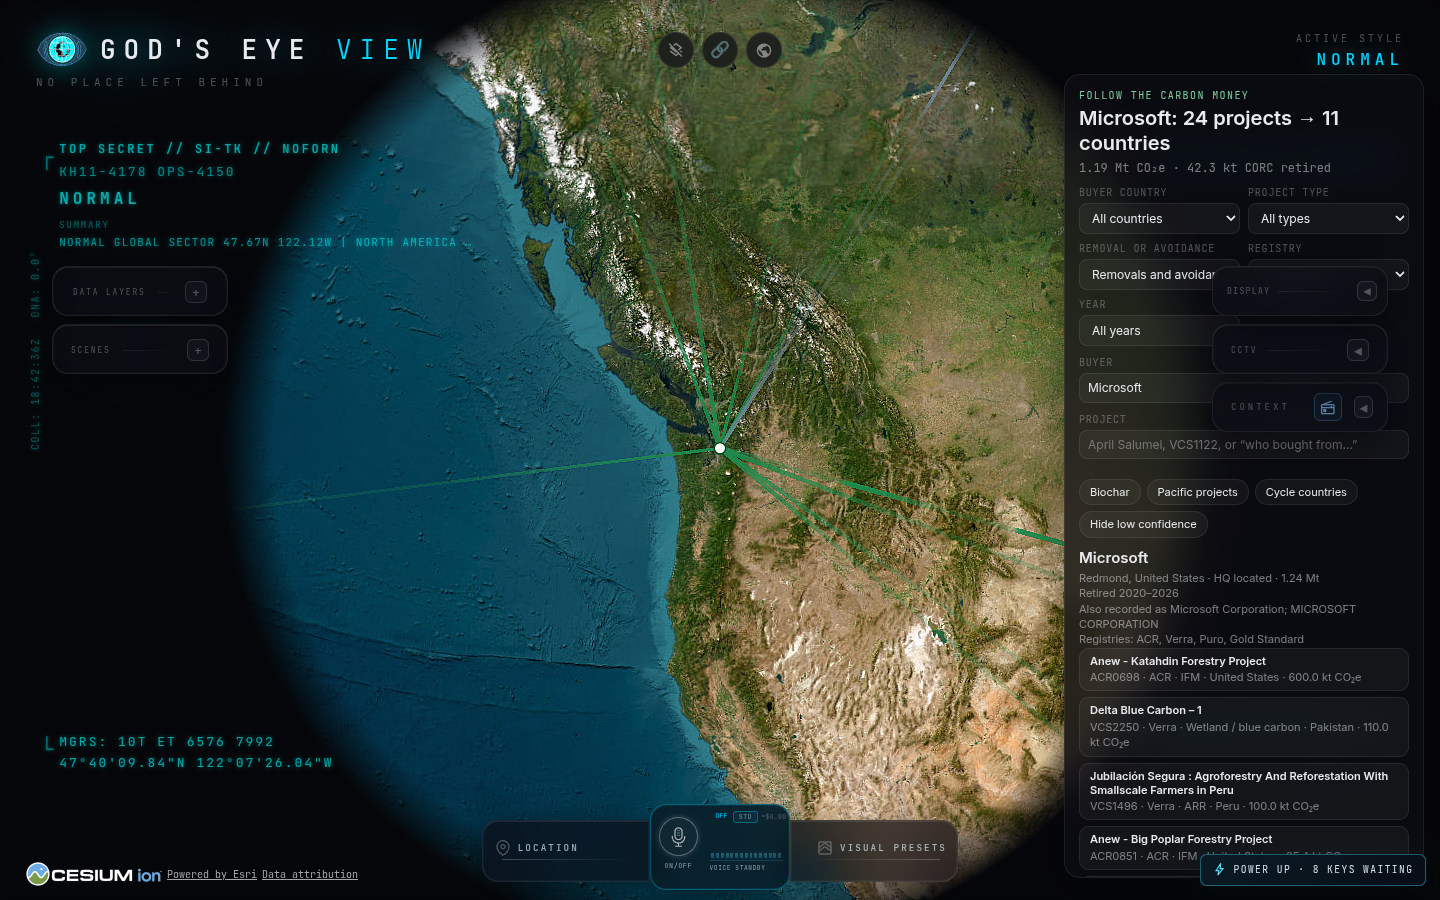 GOD'S EYE VIEW
NO PLACE LEFT BEHIND
TOP SECRET // SI-TK // NOFORN
KH11-4178 OPS-4150
NORMAL
SUMMARY
NORMAL GLOBAL SECTOR 47.67N 122.12W | NORTH AMERICA
COLL: 18:42:36Z ONA: 0.0°
DATA LAYERS +
SCENES +
MGRS: 10T ET 6576 7992
47°40'09.84"N 122°07'26.04"W
CESIUM ion
Powered by Esri Data attribution
LOCATION
OFF STD ~$0.00
ON/OFF
VOICE STANDBY
VISUAL PRESETS
ACTIVE STYLE
NORMAL
FOLLOW THE CARBON MONEY
Microsoft: 24 projects → 11
countries
1.19 Mt CO₂e · 42.3 kt CORC retired
BUYER COUNTRY PROJECT TYPE
All countries All types
REMOVAL OR AVOIDANCE REGISTRY
Removals and
DISPLAY
YEAR
All years
CCTV
BUYER
Microsoft
CONTEXT
PROJECT
April Salumei, VCS1122, or “who bought from…”
Biochar Pacific projects Cycle countries
Hide low confidence
Microsoft
Redmond, United States · HQ located · 1.24 Mt
Retired 2020–2026
Also recorded as Microsoft Corporation; MICROSOFT
CORPORATION
Registries: ACR, Verra, Puro, Gold Standard
Anew - Katahdin Forestry Project
ACR0698 · ACR · IFM · United States · 600.0 kt CO₂e
Delta Blue Carbon – 1
VCS2250 · Verra · Wetland / blue carbon · Pakistan · 110.0
kt CO₂e
Jubilación Segura : Agroforestry And Reforestation With
Smallscale Farmers in Peru
VCS1496 · Verra · ARR · Peru · 100.0 kt CO₂e
Anew - Big Poplar Forestry Project
ACR0851 · ACR · IFM
POWER UP · 8 KEYS WAITING